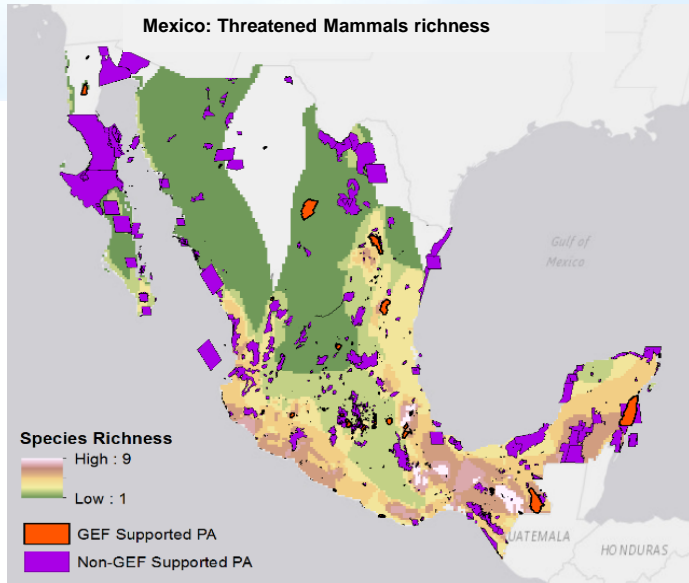 Mexico: Threatened Mammals richness
Gulf of
Mexico
Species Richness
High : 9
Low : 1
GEF Supported PA
Non-GEF Supported PA
UATEMALA
HONDURAS